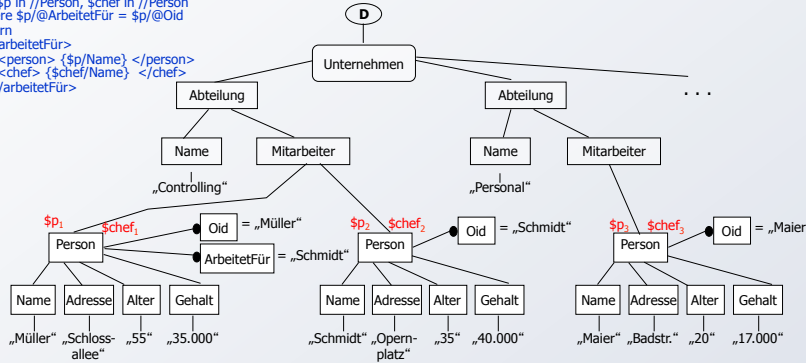 $p in //Person, $chef in //Person
ere $p/@ArbeitetFür = $p/@Oid
rn
arbeitetFür>
<person> {$p/Name} </person>
<chef> {$chef/Name} </chef>
/arbeitetFür>
D
Unternehmen
Abteilung
Abteilung
. . .
Name
Mitarbeiter
Name
Mitarbeiter
„Controlling“
„Personal“
$p1
$chef1
Oid
= „Müller“
$p2
$chef2
Oid
= „Schmidt“
$p3
$chef3
Oid
= „Maier
Person
ArbeitetFür
= „Schmidt“
Person
Person
Name
Adresse
Alter
Gehalt
Name
Adresse
Alter
Gehalt
Name
Adresse
Alter
Gehalt
„Müller“
„Schloss-
allee“
„55“
„35.000“
„Schmidt“
„Opern-
platz“
„35“
„40.000“
„Maier“
„Badstr.“
„20“
„17.000“